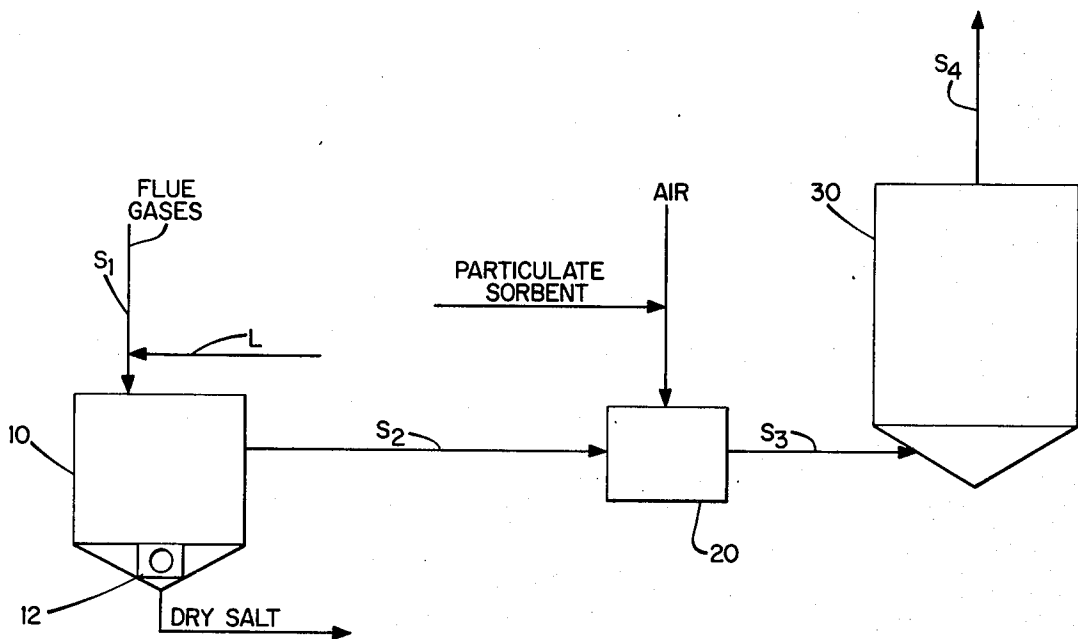 S4
FLUE
GASES
AIR
30
S1
PARTICULATE
SORBENT
L
10
S2
S3
20
12
DRY SALT